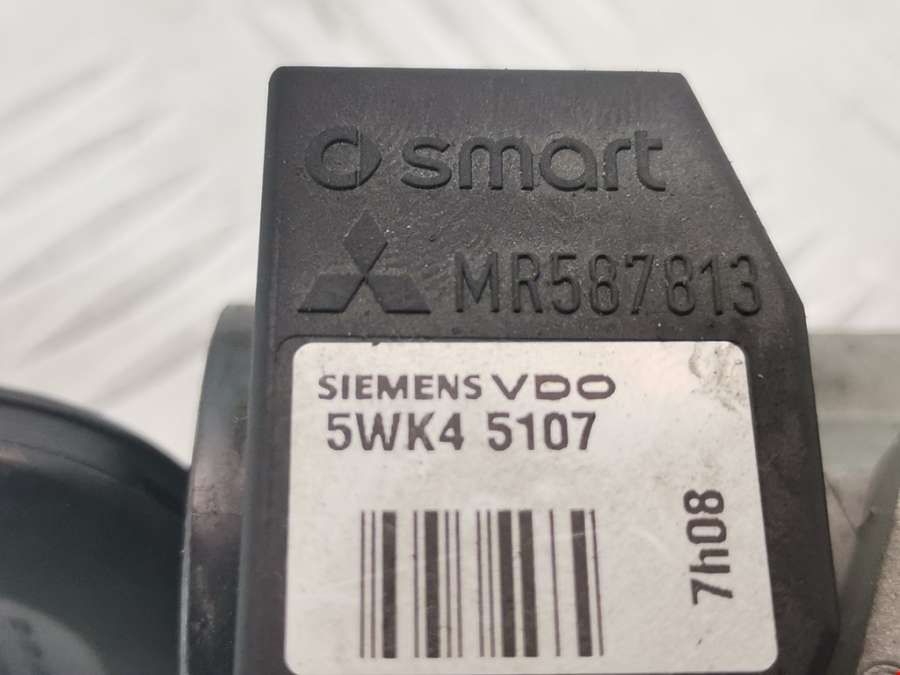 smart
MR587813
SIEMENS VDO
5WK4 5107
7h08